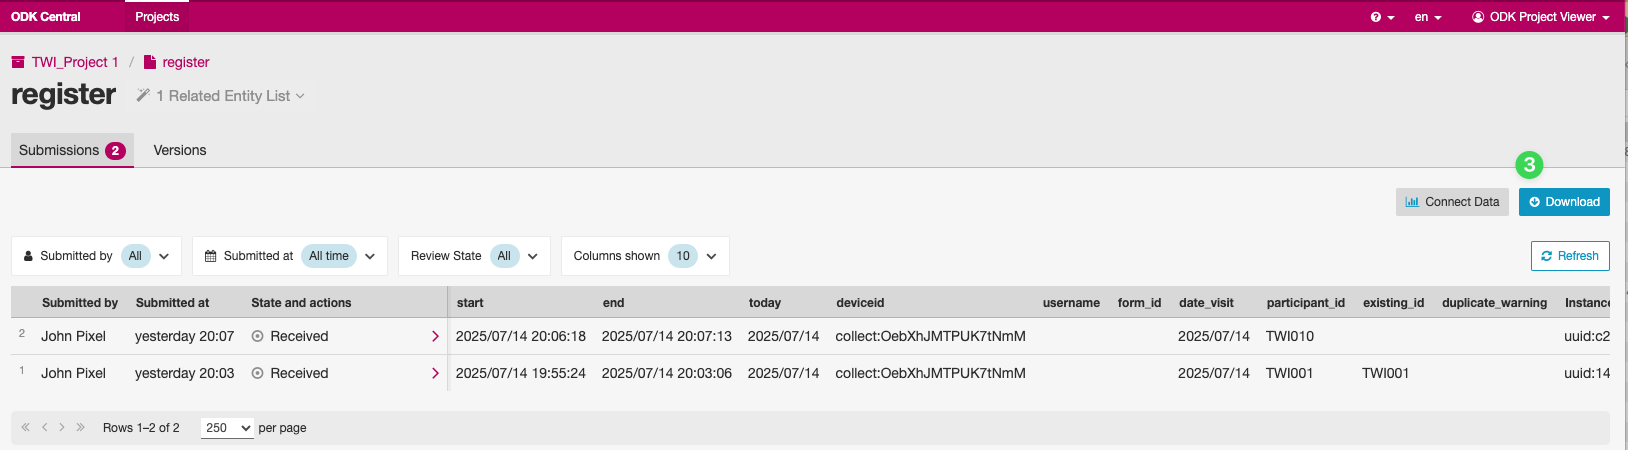 ODK Central Projects en ODK Project Viewer
TWI_Project 1 / register
register 1 Related Entity List
Submissions 2 Versions
3
Connect Data Download
Submitted by All Submitted at All time Review State All Columns shown 10 Refresh
Submitted by Submitted at State and actions start end today deviceid username form_id date_visit participant_id existing_id duplicate_warning Instance
2 John Pixel yesterday 20:07 Received 2025/07/14 20:06:18 2025/07/14 20:07:13 2025/07/14 collect:OebXhJMTPUK7tNmM 2025/07/14 TWI010 uuid:c2
1 John Pixel yesterday 20:03 Received 2025/07/14 19:55:24 2025/07/14 20:03:06 2025/07/14 collect:OebXhJMTPUK7tNmM 2025/07/14 TWI001 TWI001 uuid:14
« ‹ › » Rows 1–2 of 2 250 per page